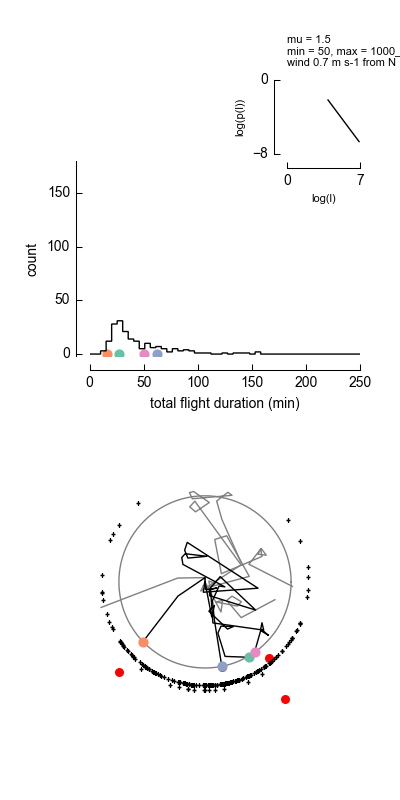 mu = 1.5
min = 50, max = 1000_
wind 0.7 m s-1 from N
0
log(p(l))
−8
0
7
log(l)
150
100
50
0
count
0
50
100
150
200
250
total flight duration (min)